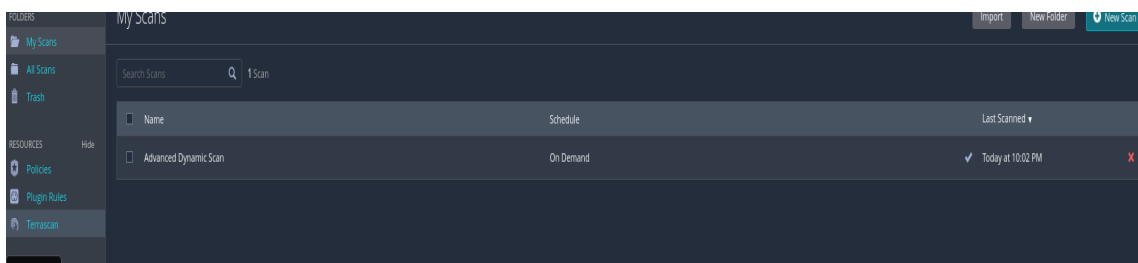 FOLDERS
My Scans
All Scans
Trash
RESOURCES Hide
Policies
Plugin Rules
Terrascan
My Scans
Import New Folder New Scan
Search Scans 1 Scan
Name Schedule Last Scanned
Advanced Dynamic Scan On Demand Today at 10:02 PM